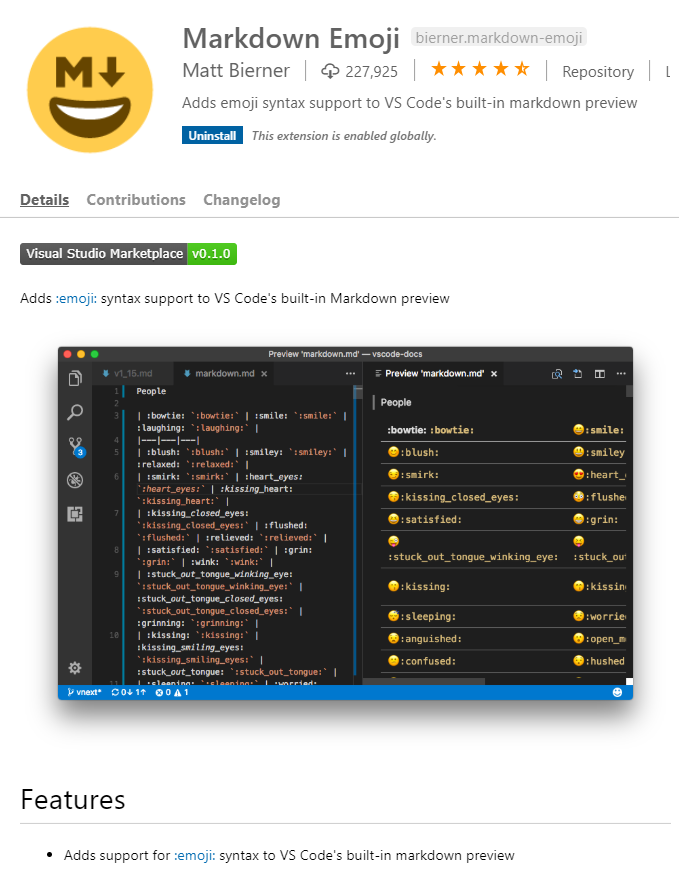 M
Markdown Emoji bierner.markdown-emoji
Matt Bierner 227,925 Repository L
Adds emoji syntax support to VS Code's built-in markdown preview
Uninstall This extension is enabled globally.
Details Contributions Changelog
Visual Studio Marketplace v0.1.0
Adds :emoji: syntax support to VS Code's built-in Markdown preview
Preview 'markdown.md' — vscode-docs
v1_15.md markdown.md × ··· Preview 'markdown.md' × ···
1 People
2
3 | :bowtie: `:bowtie:` | :smile: `:smile:` |
:laughing: `:laughing:` |
4 |---|---|---|
5 | :blush: `:blush:` | :smiley: `:smiley:` |
:relaxed: `:relaxed:` |
6 | :smirk: `:smirk:` | :heart_eyes:
`:heart_eyes:` | :kissing_heart:
`:kissing_heart:` |
7 | :kissing_closed_eyes:
`:kissing_closed_eyes:` | :flushed:
`:flushed:` | :relieved: `:relieved:` |
8 | :satisfied: `:satisfied:` | :grin:
`:grin:` | :wink: `:wink:` |
9 | :stuck_out_tongue_winking_eye:
`:stuck_out_tongue_winking_eye:` |
:stuck_out_tongue_closed_eyes:
`:stuck_out_tongue_closed_eyes:` |
:grinning: `:grinning:` |
10 | :kissing: `:kissing:` |
:kissing_smiling_eyes:
`:kissing_smiling_eyes:` |
:stuck_out_tongue: `:stuck_out_tongue:` |
11 | :sleeping: `:sleeping:` | :worried:
3
People
:bowtie: :bowtie: 😄:smile:
😊:blush: 😃:smiley
😏:smirk: 😍:heart_
😚:kissing_closed_eyes: 😳:flushed
😆:satisfied: 😁:grin:
😜 😝
:stuck_out_tongue_winking_eye: :stuck_out
😗:kissing: 😙:kissing
😴:sleeping: 😟:worrie
😧:anguished: 😮:open_m
😕:confused: 😯:hushed
vnext* 0↓ 1↑ 0 1
Features
• Adds support for :emoji: syntax to VS Code's built-in markdown preview